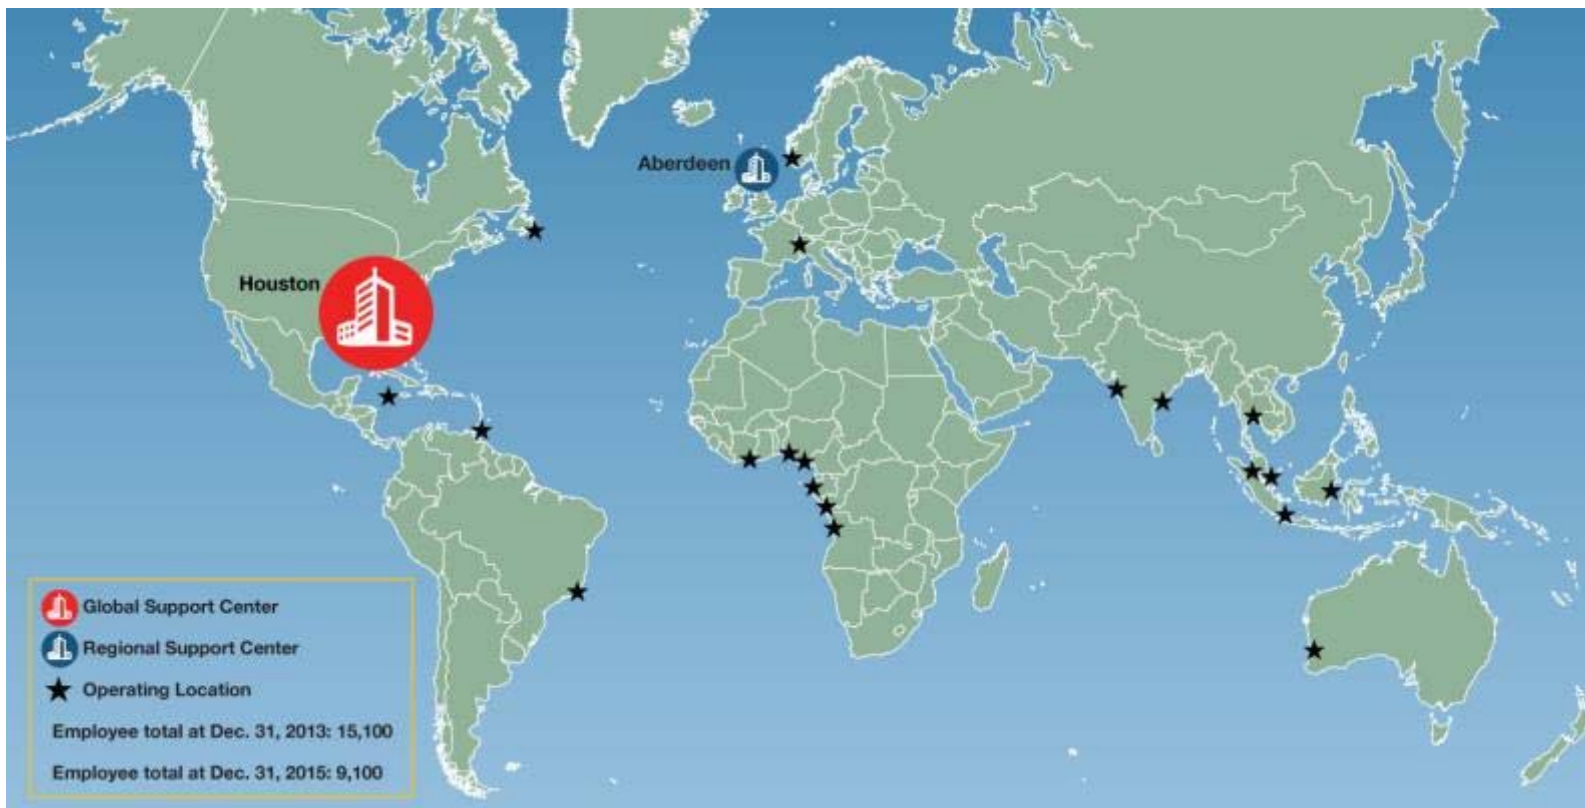 Aberdeen
Houston
Global Support Center
Regional Support Center
Operating Location
Employee total at Dec. 31, 2013: 15,100
Employee total at Dec. 31, 2015: 9,100